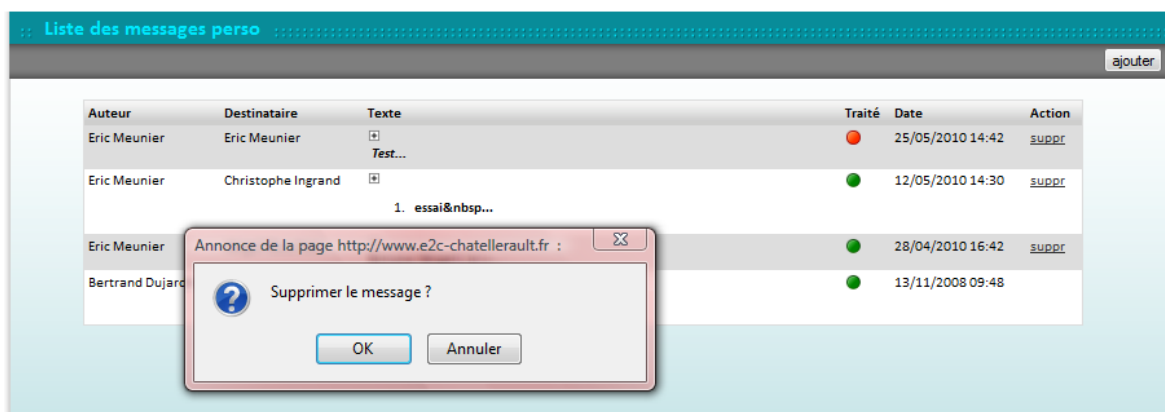 Liste des messages perso
ajouter
Auteur Destinataire Texte Traité Date Action
Eric Meunier Eric Meunier 25/05/2010 14:42 suppr
Test...
Eric Meunier Christophe Ingrand 12/05/2010 14:30 suppr
1. essai&nbsp...
Eric Meunier 28/04/2010 16:42 suppr
Annonce de la page http://www.e2c-chatellerault.fr :
Bertrand Dujard 13/11/2008 09:48
Supprimer le message ?
OK Annuler